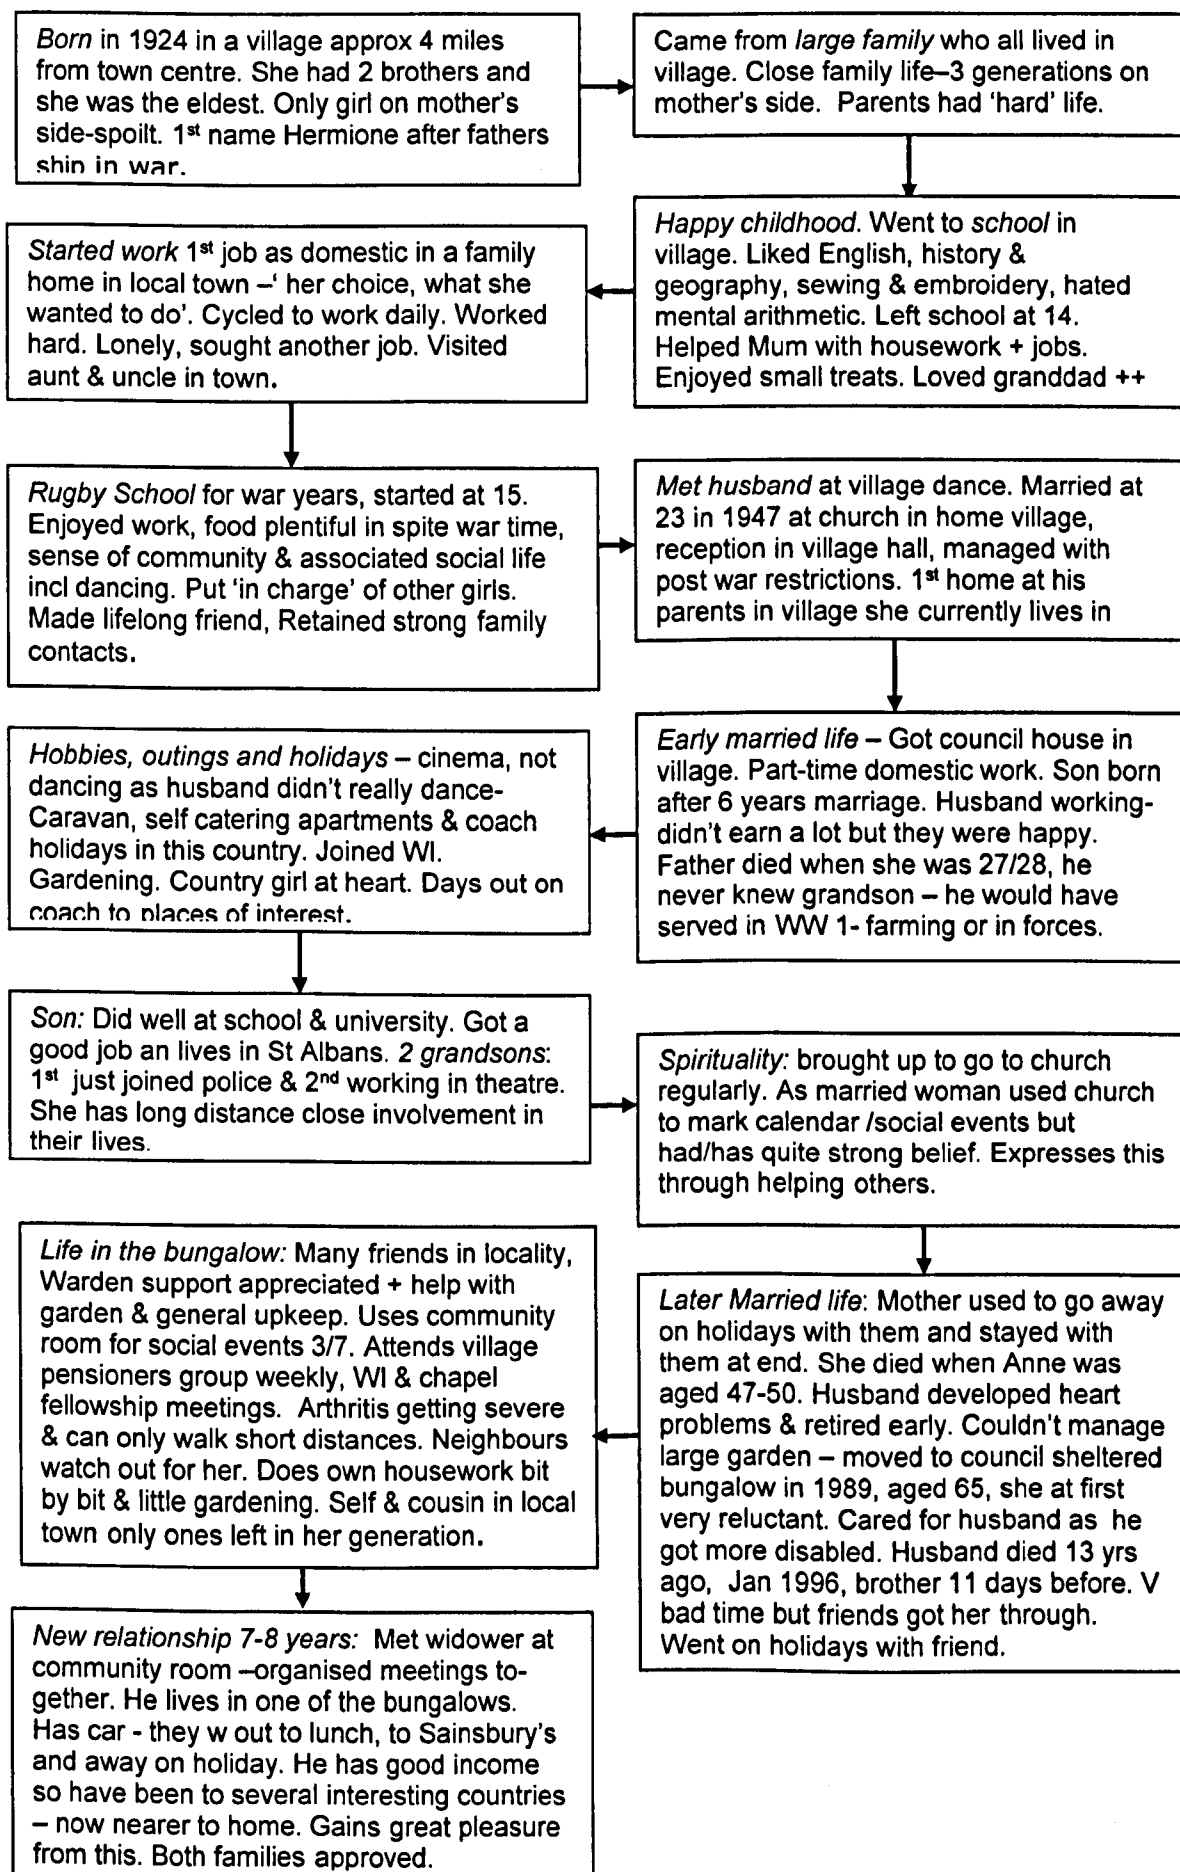 Born in 1924 in a village approx 4 miles
from town centre. She had 2 brothers and
she was the eldest. Only girl on mother's
side-spoilt. 1st name Hermione after fathers
ship in war.
Came from large family who all lived in
village. Close family life–3 generations on
mother's side. Parents had 'hard' life.
Happy childhood. Went to school in
village. Liked English, history &
geography, sewing & embroidery, hated
mental arithmetic. Left school at 14.
Helped Mum with housework + jobs.
Enjoyed small treats. Loved granddad ++
Started work 1st job as domestic in a family
home in local town –' her choice, what she
wanted to do'. Cycled to work daily. Worked
hard. Lonely, sought another job. Visited
aunt & uncle in town.
Rugby School for war years, started at 15.
Enjoyed work, food plentiful in spite war time,
sense of community & associated social life
incl dancing. Put 'in charge' of other girls.
Made lifelong friend, Retained strong family
contacts.
Met husband at village dance. Married at
23 in 1947 at church in home village,
reception in village hall, managed with
post war restrictions. 1st home at his
parents in village she currently lives in
Early married life – Got council house in
village. Part-time domestic work. Son born
after 6 years marriage. Husband working-
didn't earn a lot but they were happy.
Father died when she was 27/28, he
never knew grandson – he would have
served in WW 1- farming or in forces.
Hobbies, outings and holidays – cinema, not
dancing as husband didn't really dance-
Caravan, self catering apartments & coach
holidays in this country. Joined WI.
Gardening. Country girl at heart. Days out on
coach to places of interest.
Son: Did well at school & university. Got a
good job an lives in St Albans. 2 grandsons:
1st just joined police & 2nd working in theatre.
She has long distance close involvement in
their lives.
Spirituality: brought up to go to church
regularly. As married woman used church
to mark calendar /social events but
had/has quite strong belief. Expresses this
through helping others.
Later Married life: Mother used to go away
on holidays with them and stayed with
them at end. She died when Anne was
aged 47-50. Husband developed heart
problems & retired early. Couldn't manage
large garden – moved to council sheltered
bungalow in 1989, aged 65, she at first
very reluctant. Cared for husband as he
got more disabled. Husband died 13 yrs
ago, Jan 1996, brother 11 days before. V
bad time but friends got her through.
Went on holidays with friend.
Life in the bungalow: Many friends in locality,
Warden support appreciated + help with
garden & general upkeep. Uses community
room for social events 3/7. Attends village
pensioners group weekly, WI & chapel
fellowship meetings. Arthritis getting severe
& can only walk short distances. Neighbours
watch out for her. Does own housework bit
by bit & little gardening. Self & cousin in local
town only ones left in her generation.
New relationship 7-8 years: Met widower at
community room –organised meetings to-
gether. He lives in one of the bungalows.
Has car - they w out to lunch, to Sainsbury's
and away on holiday. He has good income
so have been to several interesting countries
– now nearer to home. Gains great pleasure
from this. Both families approved.